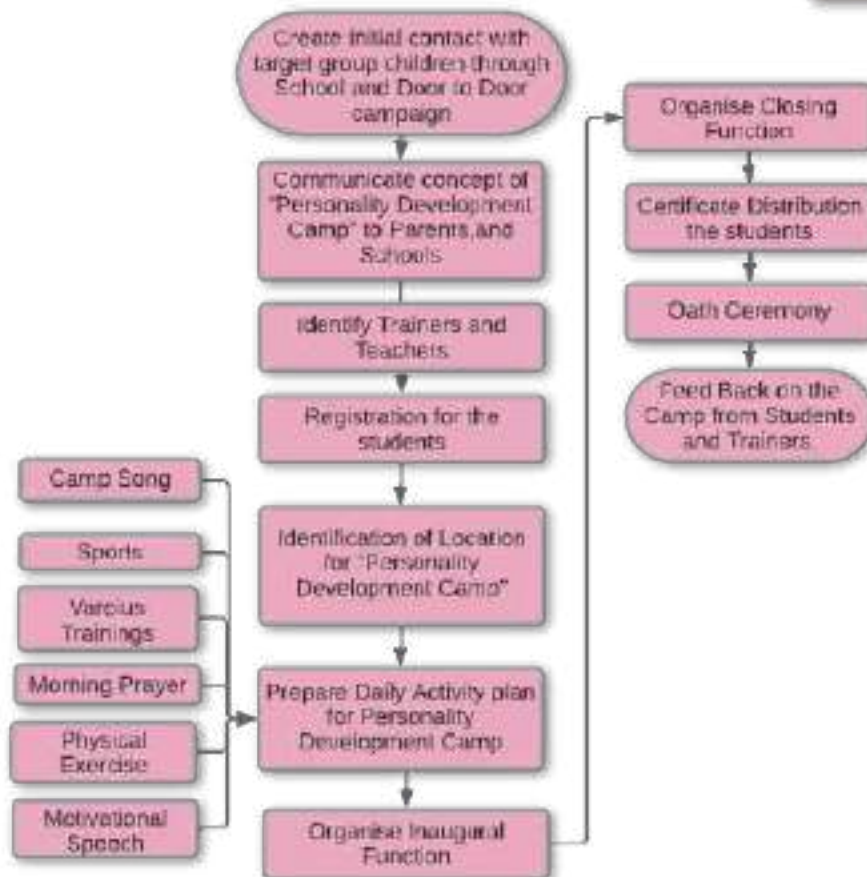 Create initial contact with
target group children through
School and Door to Door
campaign
Communicate concept of
"Personality Development
Camp" to Parents,and
Schools
Identify Trainers and
Teachers
Registration for the
students
Identification of Location
for "Personality
Development Camp"
Prepare Daily Activity plan
for Personality
Development Camp
Organise Inaugural
Function
Camp Song
Sports
Varoius
Trainings
Morning Prayer
Physical
Exercise
Motivational
Speech
Organise Closing
Function
Certificate Distribution
the students
Oath Ceremony
Feed Back on the
Camp from Students
and Trainers